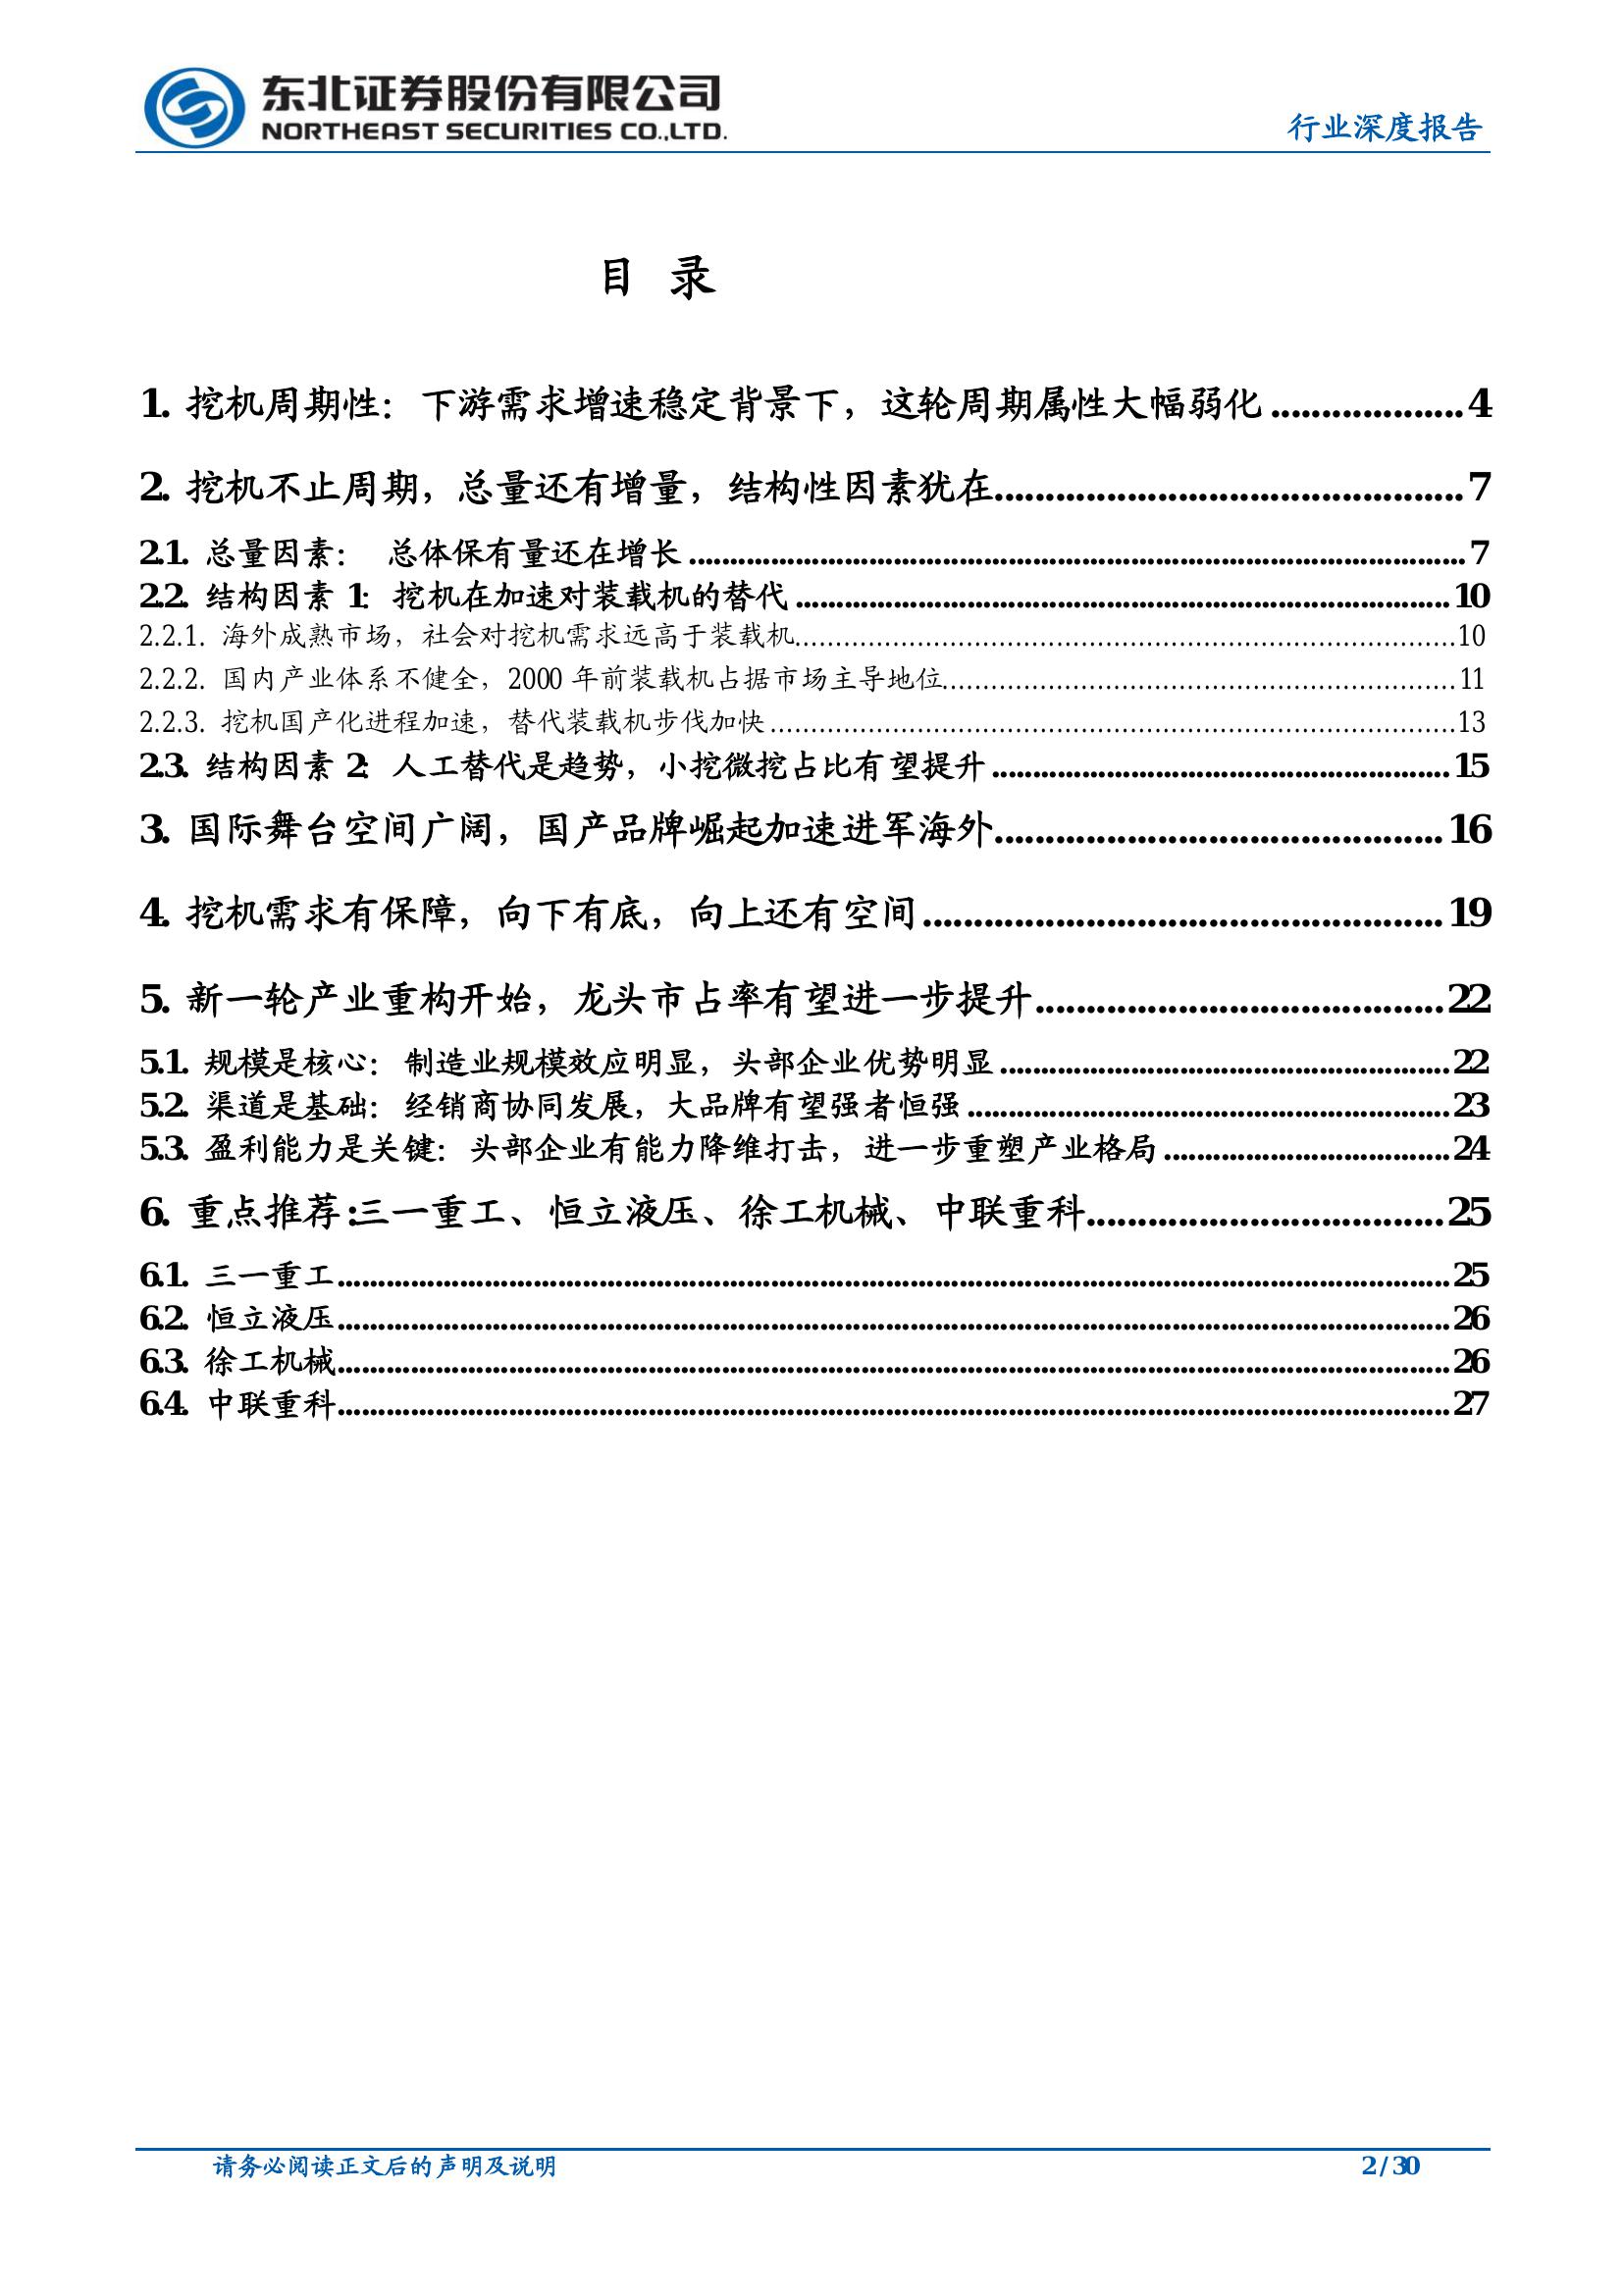 东北证券股份有限公司
NORTHEAST SECURITIES CO.,LTD.
行业深度报告
目 录
1. 挖机周期性：下游需求增速稳定背景下，这轮周期属性大幅弱化 ................... 4
2. 挖机不止周期，总量还有增量，结构性因素犹在.............................................. 7
2.1. 总量因素： 总体保有量还在增长 ............................................................................................... 7
2.2. 结构因素 1：挖机在加速对装载机的替代 ................................................................................ 10
2.2.1. 海外成熟市场，社会对挖机需求远高于装载机................................................................................10
2.2.2. 国内产业体系不健全，2000 年前装载机占据市场主导地位..............................................................11
2.2.3. 挖机国产化进程加速，替代装载机步伐加快...................................................................................13
2.3. 结构因素 2：人工替代是趋势，小挖微挖占比有望提升 ........................................................ 15
3. 国际舞台空间广阔，国产品牌崛起加速进军海外............................................ 16
4. 挖机需求有保障，向下有底，向上还有空间................................................... 19
5. 新一轮产业重构开始，龙头市占率有望进一步提升........................................ 22
5.1. 规模是核心：制造业规模效应明显，头部企业优势明显 ....................................................... 22
5.2. 渠道是基础：经销商协同发展，大品牌有望强者恒强 ........................................................... 23
5.3. 盈利能力是关键：头部企业有能力降维打击，进一步重塑产业格局 ................................... 24
6. 重点推荐：三一重工、恒立液压、徐工机械、中联重科................................... 25
6.1. 三一重工........................................................................................................................................ 25
6.2. 恒立液压........................................................................................................................................ 26
6.3. 徐工机械........................................................................................................................................ 26
6.4. 中联重科........................................................................................................................................ 27
请务必阅读正文后的声明及说明
2 / 30